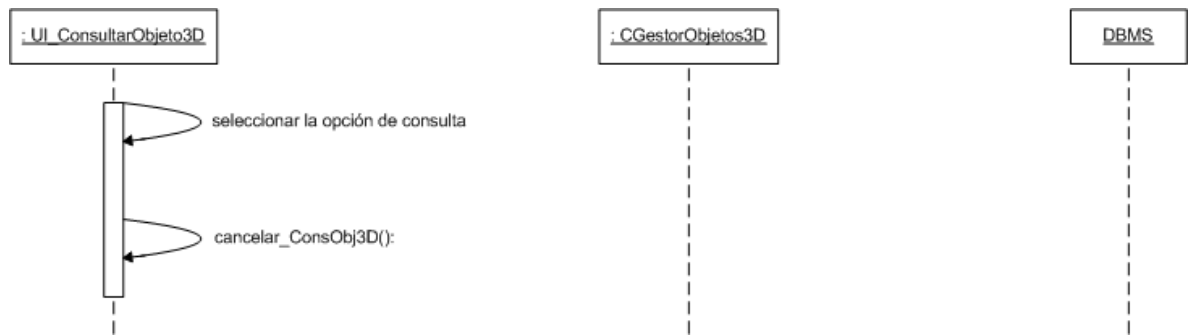 : UI_ConsultarObjeto3D
: CGestorObjetos3D
DBMS
seleccionar la opción de consulta
cancelar_ConsObj3D():